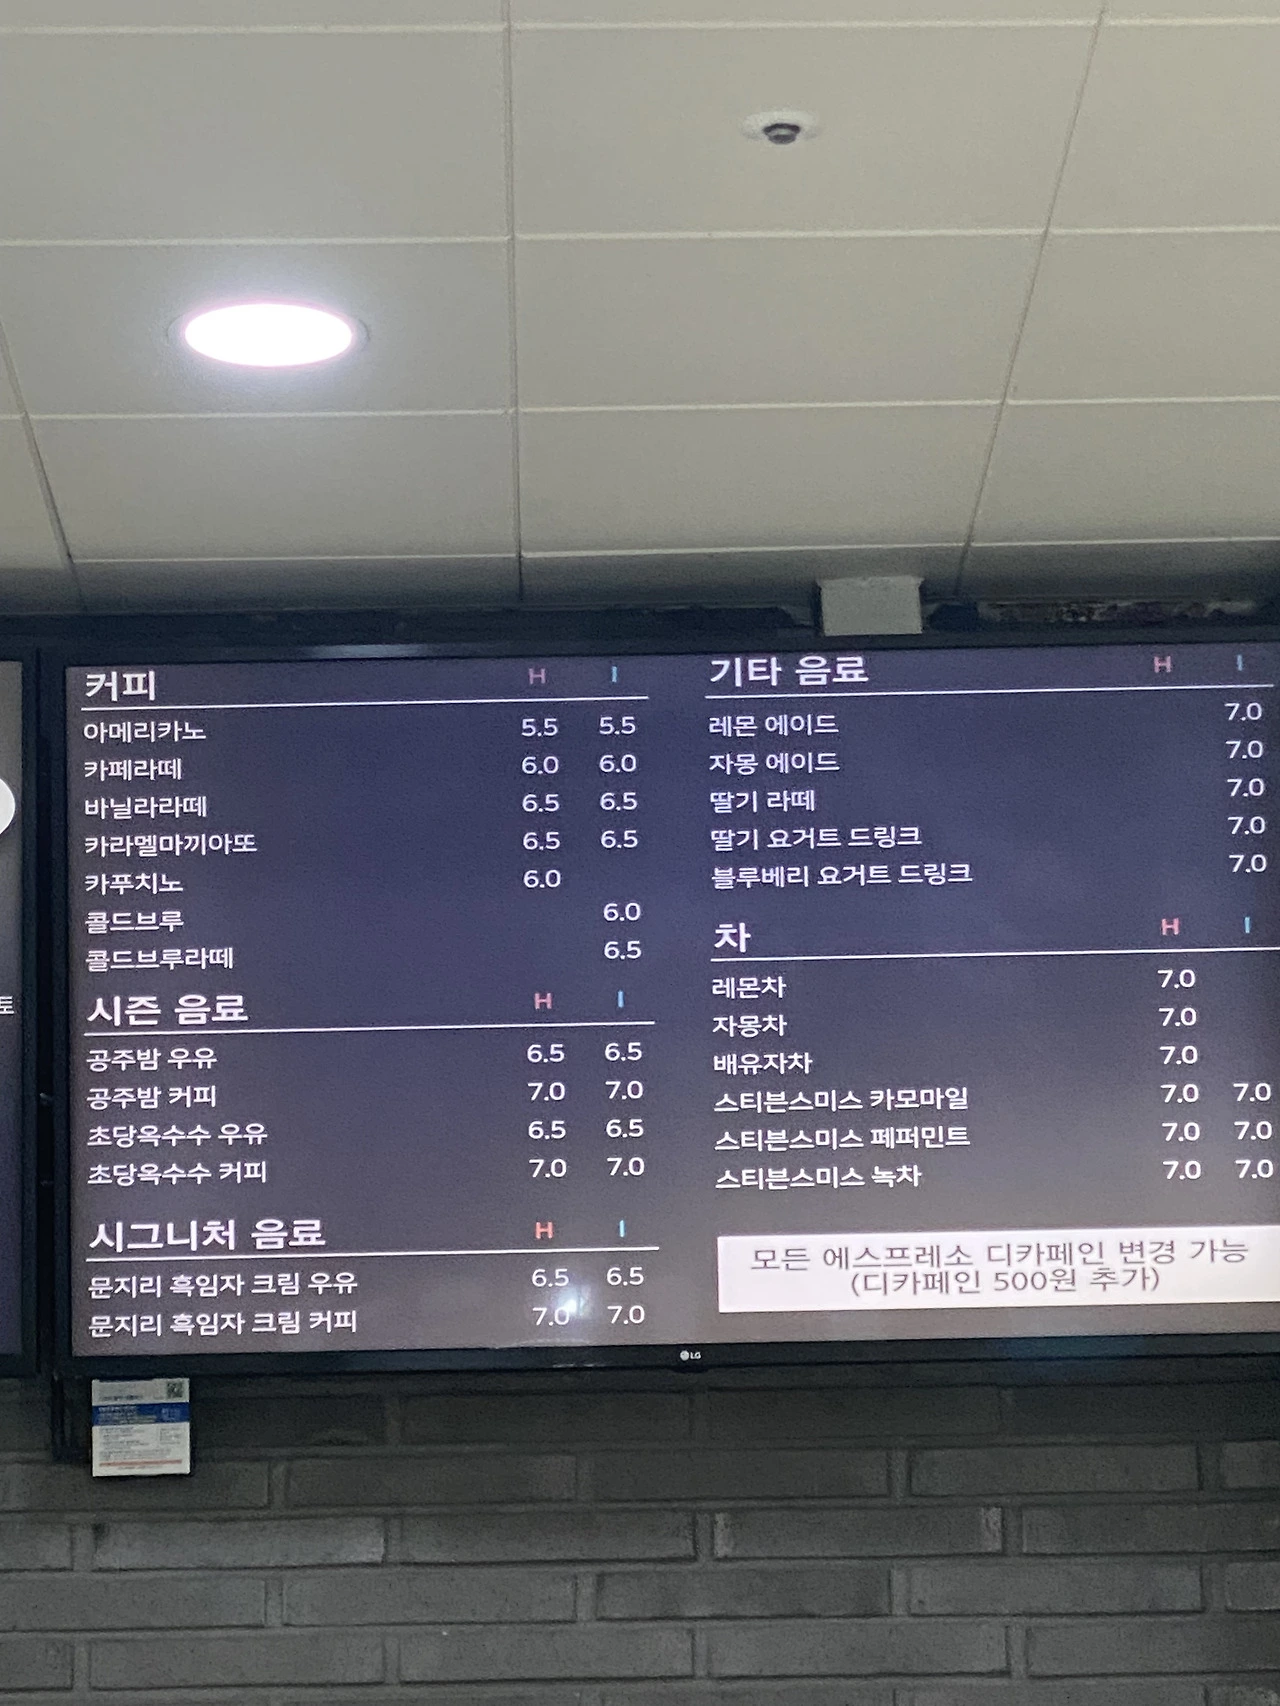 커피 H I
아메리카노 5.5 5.5
카페라떼 6.0 6.0
바닐라라떼 6.5 6.5
카라멜마끼아또 6.5 6.5
카푸치노 6.0
콜드브루 6.0
콜드브루라떼 6.5
시즌 음료 H I
공주밤 우유 6.5 6.5
공주밤 커피 7.0 7.0
초당옥수수 우유 6.5 6.5
초당옥수수 커피 7.0 7.0
시그니처 음료 H I
문지리 흑임자 크림 우유 6.5 6.5
문지리 흑임자 크림 커피 7.0 7.0
기타 음료 H I
레몬 에이드 7.0
자몽 에이드 7.0
딸기 라떼 7.0
딸기 요거트 드링크 7.0
블루베리 요거트 드링크 7.0
차 H I
레몬차 7.0
자몽차 7.0
배유자차 7.0
스티븐스미스 카모마일 7.0 7.0
스티븐스미스 페퍼민트 7.0 7.0
스티븐스미스 녹차 7.0 7.0
모든 에스프레소 디카페인 변경 가능
(디카페인 500원 추가)
LG
토